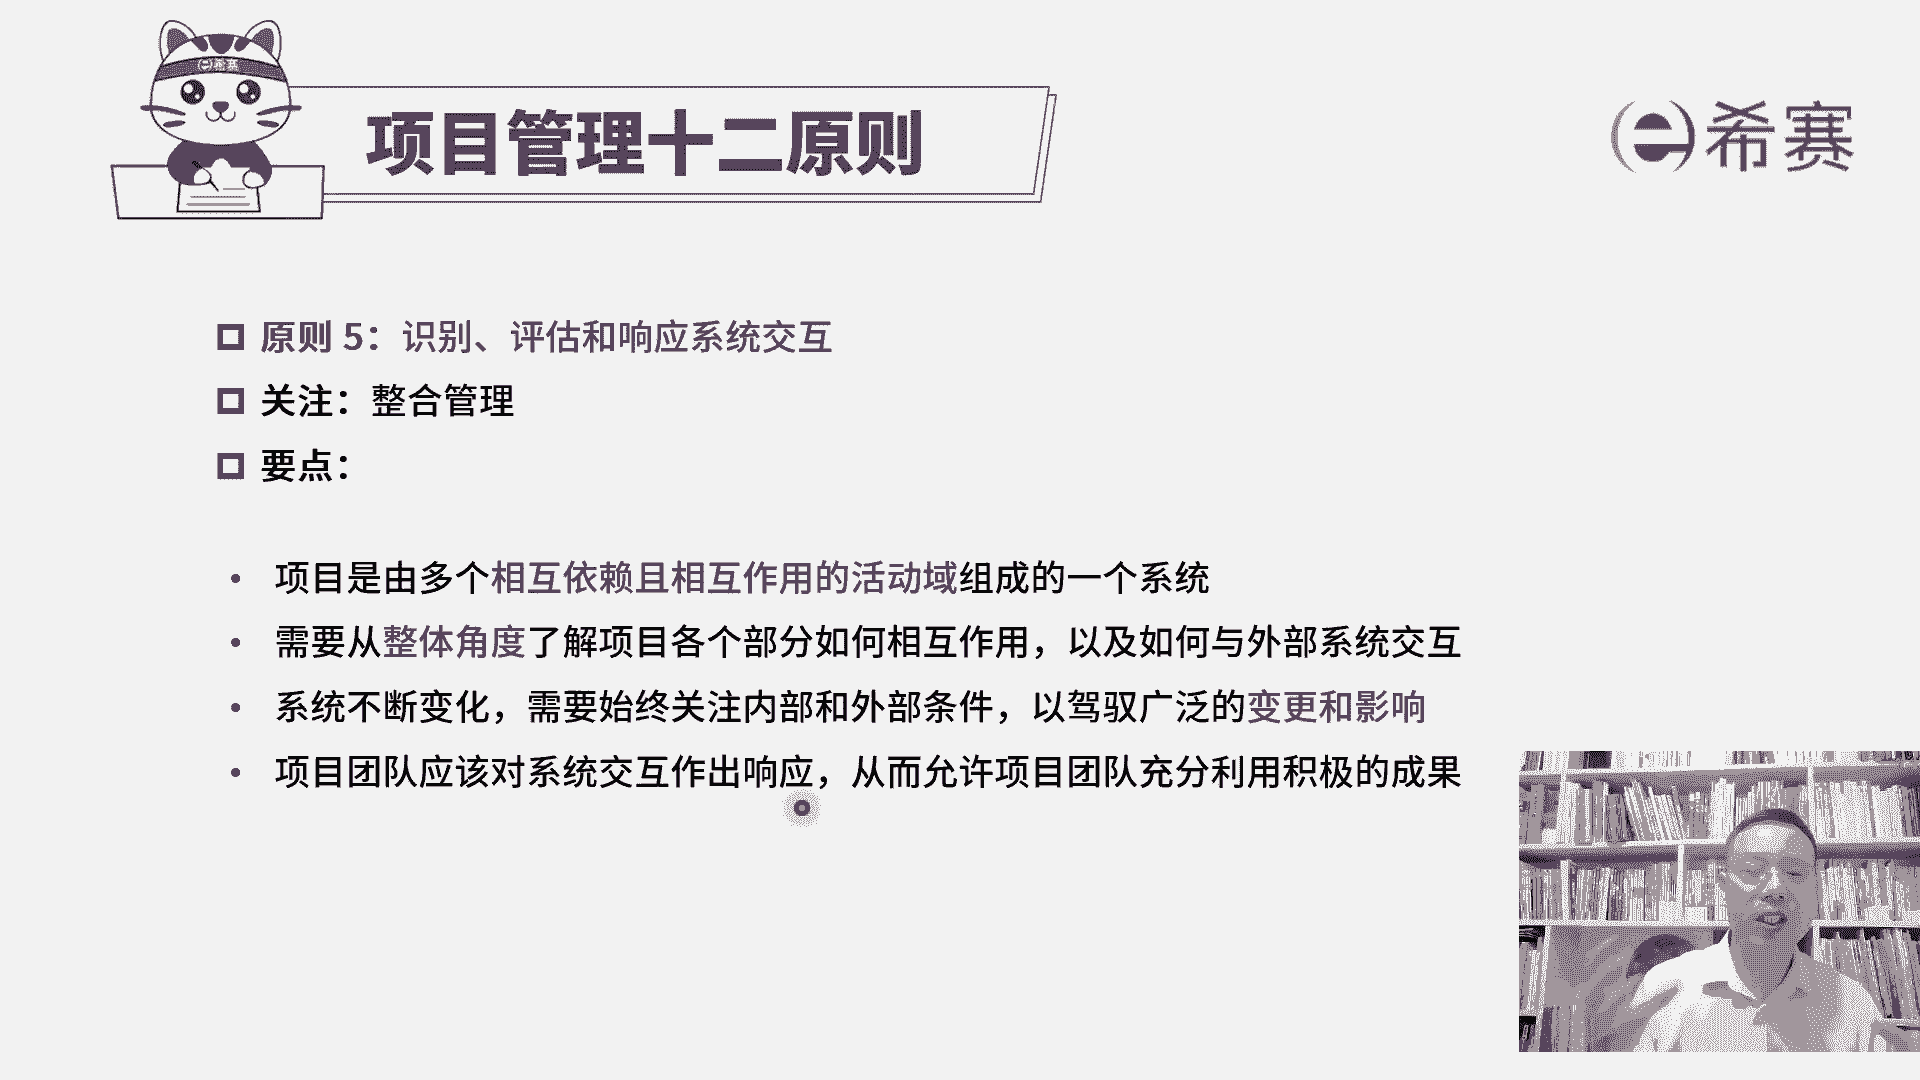 希赛
项目管理十二原则
希赛
原则 5：识别、评估和响应系统交互
关注：整合管理
要点：
• 项目是由多个相互依赖且相互作用的活动域组成的一个系统
• 需要从整体角度了解项目各个部分如何相互作用，以及如何与外部系统交互
• 系统不断变化，需要始终关注内部和外部条件，以驾驭广泛的变更和影响
• 项目团队应该对系统交互作出响应，从而允许项目团队充分利用积极的成果